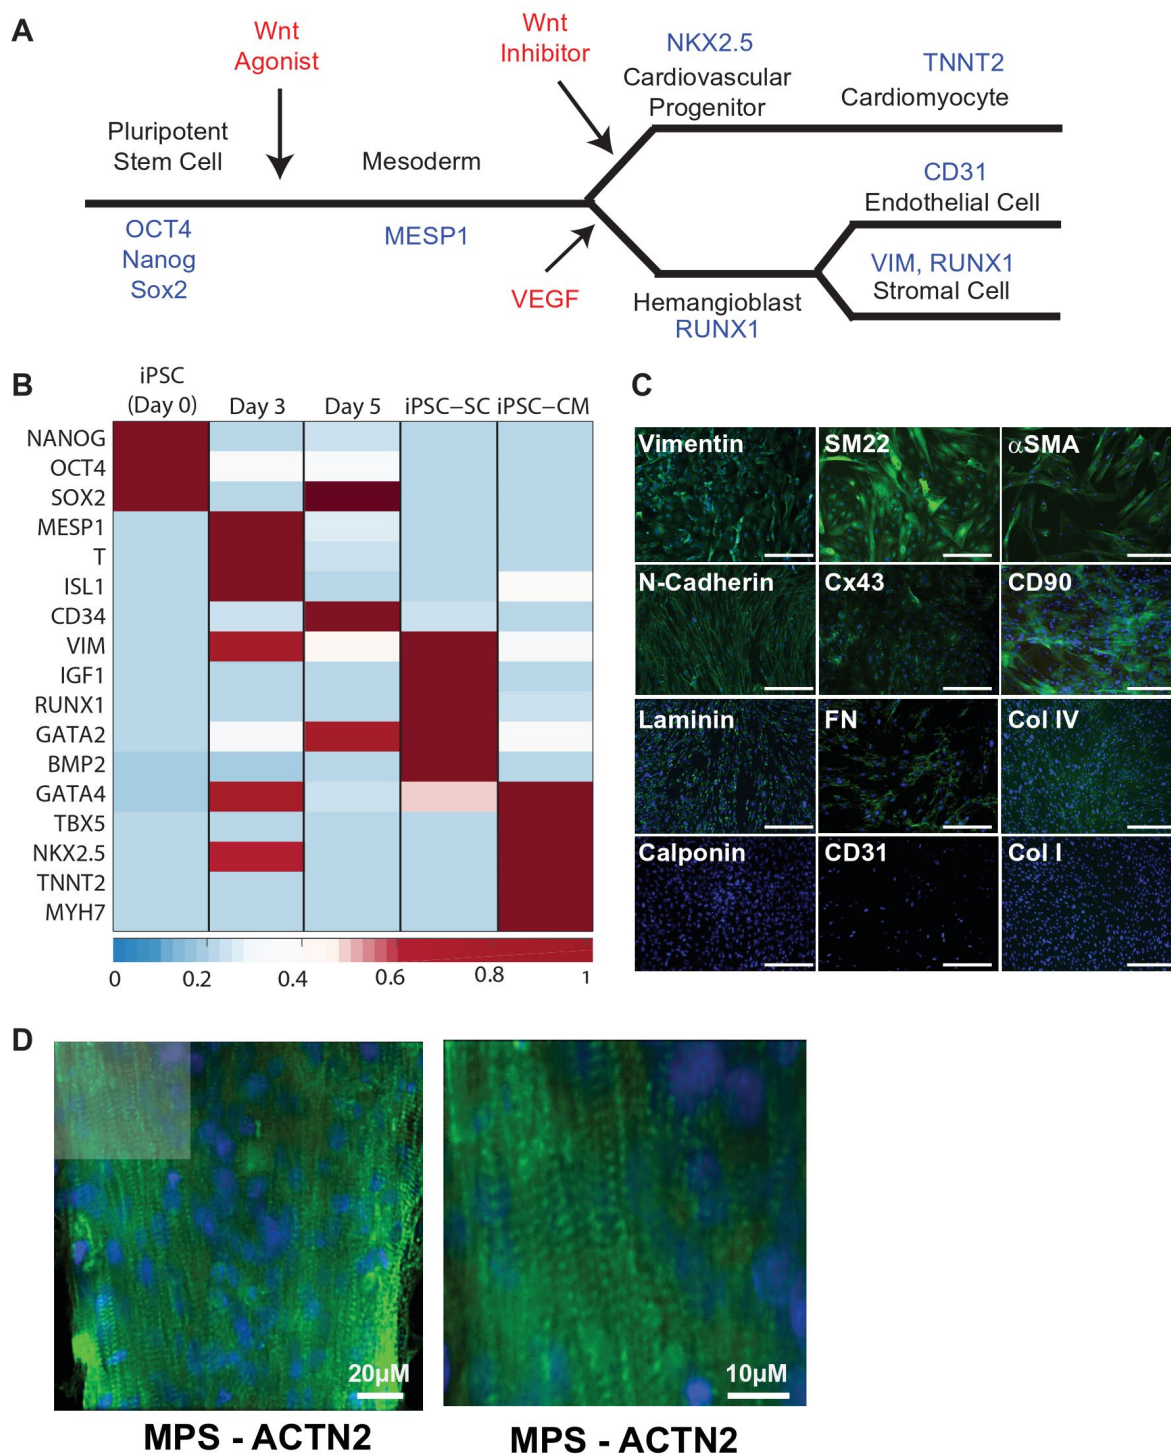 A
Wnt
Agonist
Wnt
Inhibitor
NKX2.5
Cardiovascular
Progenitor
TNNT2
Cardiomyocyte
Pluripotent
Stem Cell
Mesoderm
CD31
Endothelial Cell
OCT4
Nanog
Sox2
MESP1
VEGF
Hemangioblast
RUNX1
VIM, RUNX1
Stromal Cell
B
iPSC
(Day 0)
Day 3
Day 5
iPSC–SC
iPSC–CM
NANOG
OCT4
SOX2
MESP1
T
ISL1
CD34
VIM
IGF1
RUNX1
GATA2
BMP2
GATA4
TBX5
NKX2.5
TNNT2
MYH7
0 0.2 0.4 0.6 0.8 1
C
Vimentin
SM22
αSMA
N-Cadherin
Cx43
CD90
Laminin
FN
Col IV
Calponin
CD31
Col I
D
20μM
10μM
MPS - ACTN2
MPS - ACTN2